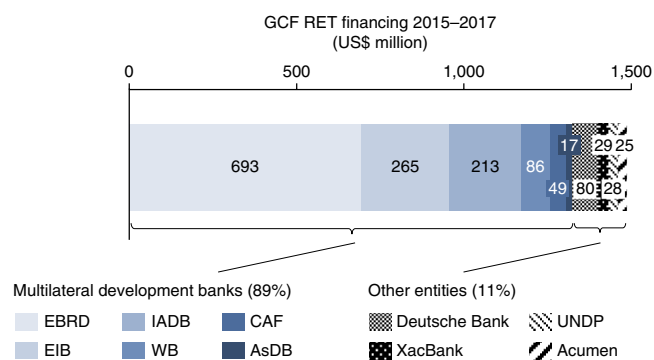 GCF RET financing 2015–2017
(US$ million)
0 500 1,000 1,500
17 29 25
693 265 213 86
49 80 28
Multilateral development banks (89%) Other entities (11%)
EBRD IADB CAF Deutsche Bank UNDP
EIB WB AsDB XacBank Acumen